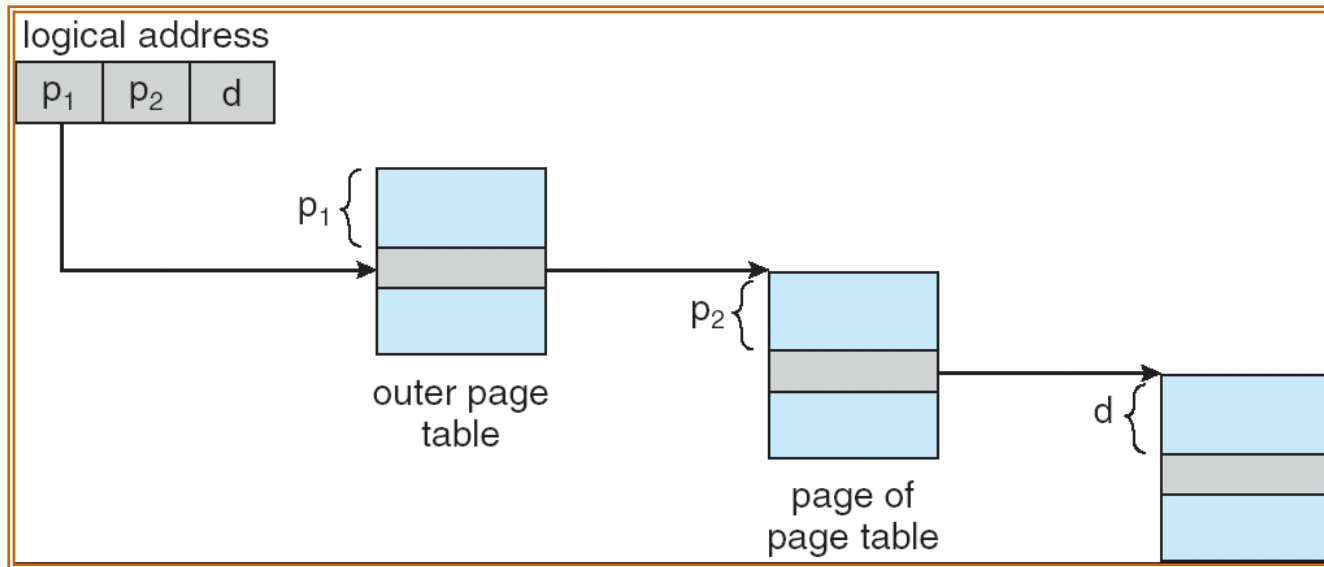 logical address
p₁ p₂ d
p₁
p₂
d
outer page
table
page of
page table